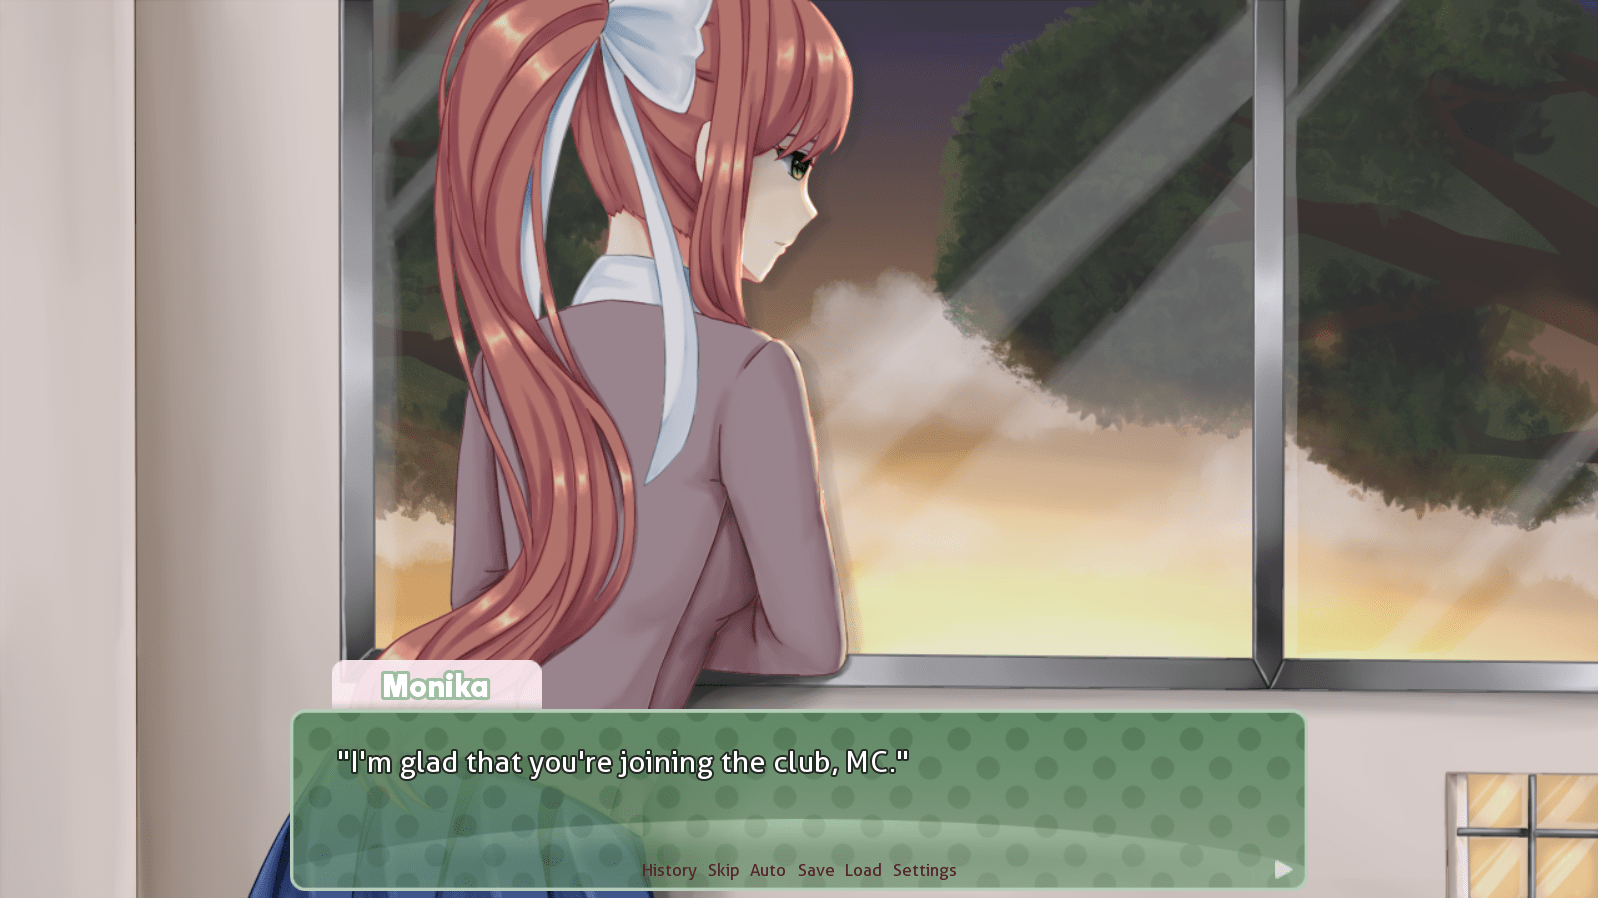 Monika
"I'm glad that you're joining the club, MC."
History Skip Auto Save Load Settings